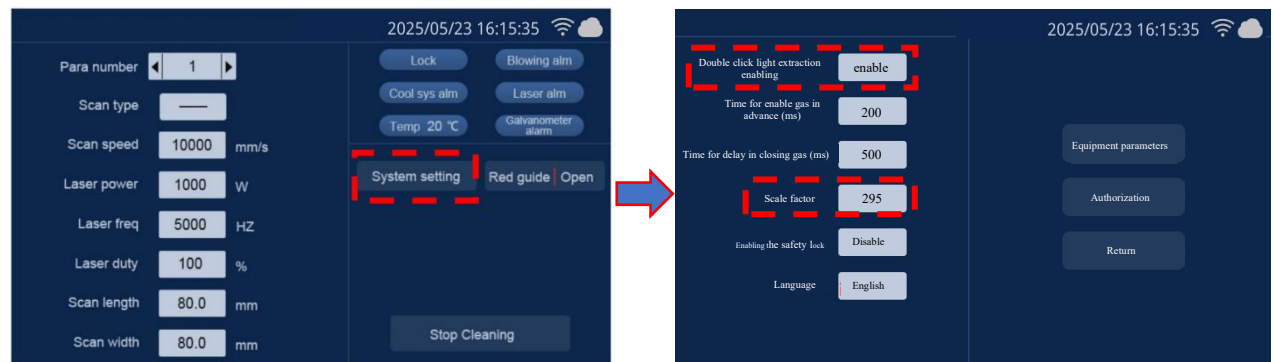 2025/05/23 16:15:35
Para number 1
Scan type
Scan speed 10000 mm/s
Laser power 1000 W
Laser freq 5000 HZ
Laser duty 100 %
Scan length 80.0 mm
Scan width 80.0 mm
Lock Blowing alm
Cool sys alm Laser alm
Temp 20 ℃ Galvanometer
alarm
System setting Red guide Open
Stop Cleaning
2025/05/23 16:15:35
Double click light extraction
enabling enable
Time for enable gas in
advance (ms) 200
Time for delay in closing gas (ms) 500
Scale factor 295
Enabling the safety lock Disable
Language English
Equipment parameters
Authorization
Return